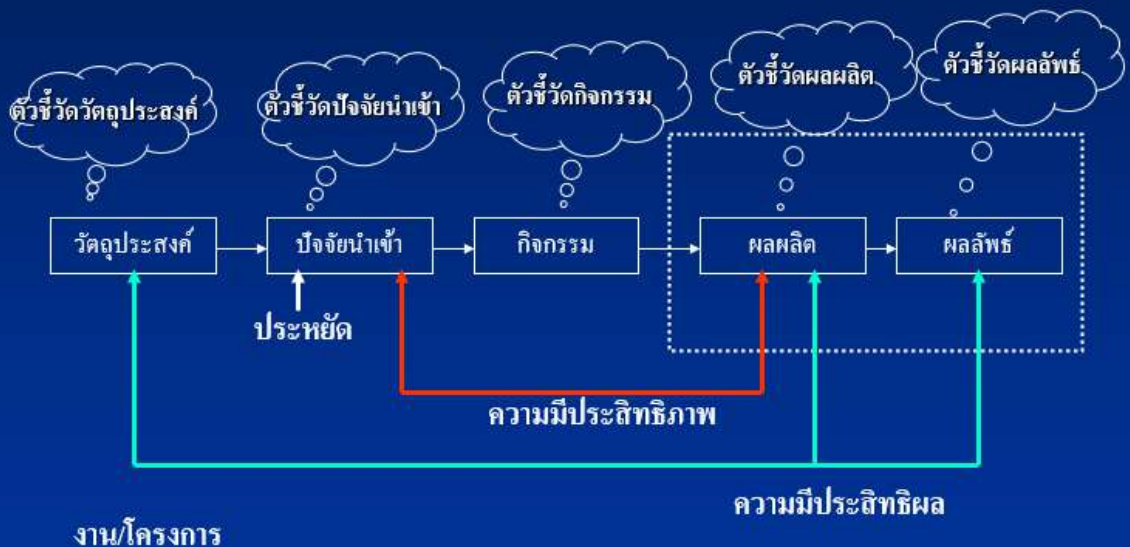 ตัวชี้วัดวัตถุประสงค์
ตัวชี้วัดปัจจัยนำเข้า
ตัวชี้วัดกิจกรรม
ตัวชี้วัดผลผลิต
ตัวชี้วัดผลลัพธ์
วัตถุประสงค์
ปัจจัยนำเข้า
กิจกรรม
ผลผลิต
ผลลัพธ์
ประหยัด
ความมีประสิทธิภาพ
ความมีประสิทธิผล
งาน/โครงการ